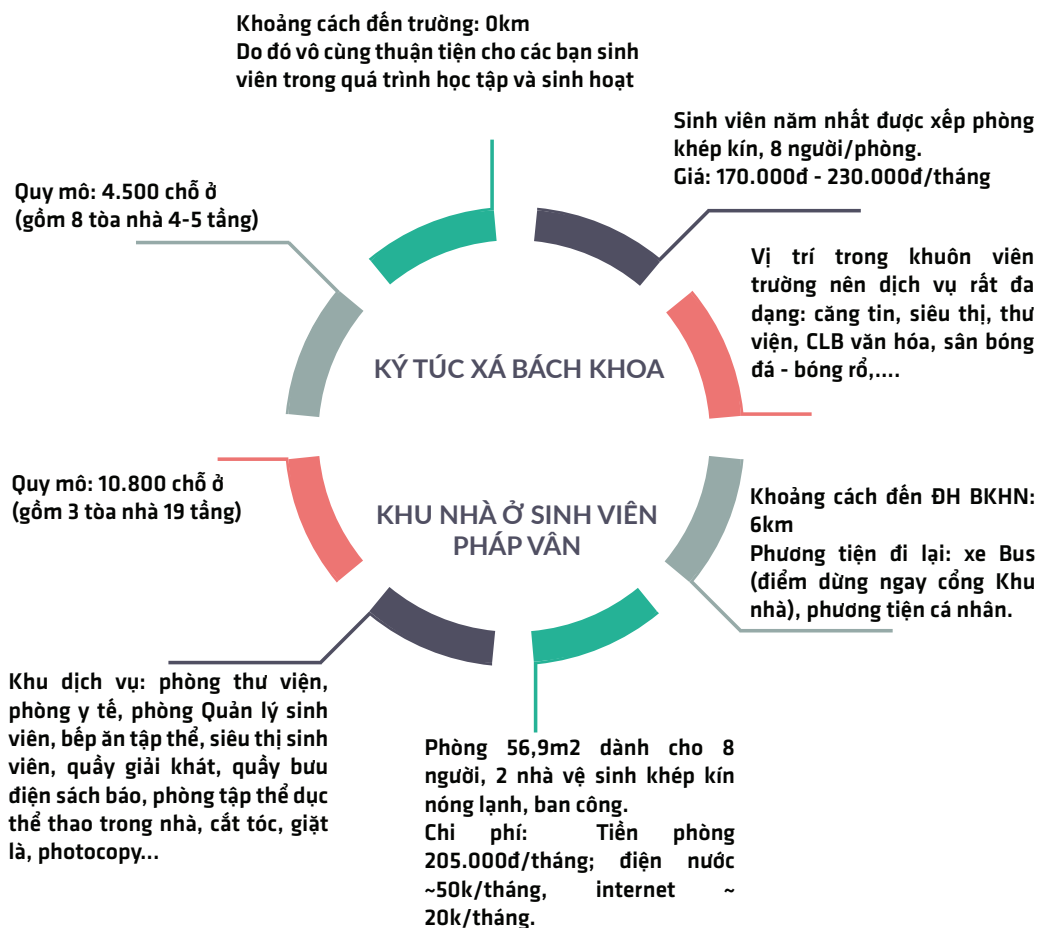 Khoảng cách đến trường: 0km
Do đó vô cùng thuận tiện cho các bạn sinh
viên trong quá trình học tập và sinh hoạt
Sinh viên năm nhất được xếp phòng
khép kín, 8 người/phòng.
Giá: 170.000đ - 230.000đ/tháng
Quy mô: 4.500 chỗ ở
(gồm 8 tòa nhà 4-5 tầng)
Vị trí trong khuôn viên
trường nên dịch vụ rất đa
dạng: căng tin, siêu thị, thư
viện, CLB văn hóa, sân bóng
đá - bóng rổ,....
KÝ TÚC XÁ BÁCH KHOA
KHU NHÀ Ở SINH VIÊN
PHÁP VÂN
Quy mô: 10.800 chỗ ở
(gồm 3 tòa nhà 19 tầng)
Khoảng cách đến ĐH BKHN:
6km
Phương tiện đi lại: xe Bus
(điểm dừng ngay cổng Khu
nhà), phương tiện cá nhân.
Khu dịch vụ: phòng thư viện,
phòng y tế, phòng Quản lý sinh
viên, bếp ăn tập thể, siêu thị sinh
viên, quầy giải khát, quầy bưu
điện sách báo, phòng tập thể dục
thể thao trong nhà, cắt tóc, giặt
là, photocopy...
Phòng 56,9m2 dành cho 8
người, 2 nhà vệ sinh khép kín
nóng lạnh, ban công.
Chi phí: Tiền phòng
205.000đ/tháng; điện nước
~50k/tháng, internet ~
20k/tháng.